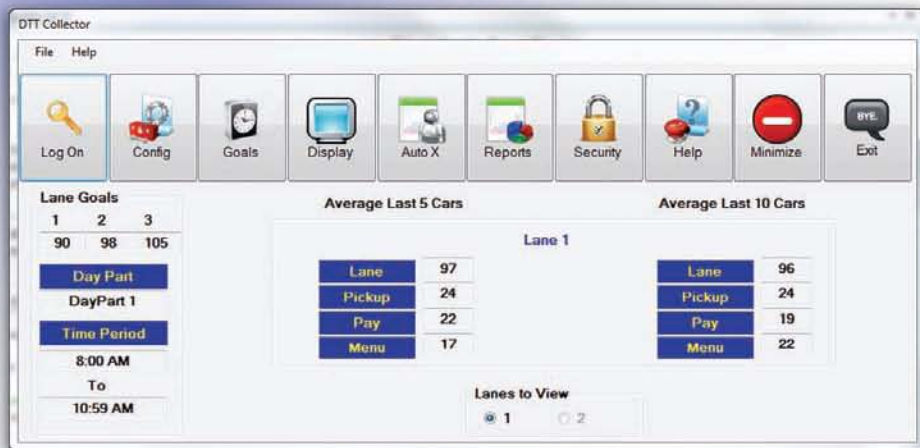 DTT Collector
File Help
Log On Config Goals Display Auto X Reports Security Help Minimize BYE. Exit
Lane Goals
1 2 3
90 98 105
Day Part
DayPart 1
Time Period
8:00 AM
To
10:59 AM
Average Last 5 Cars Average Last 10 Cars
Lane 1
Lane 97 Lane 96
Pickup 24 Pickup 24
Pay 22 Pay 19
Menu 17 Menu 22
Lanes to View
1 2